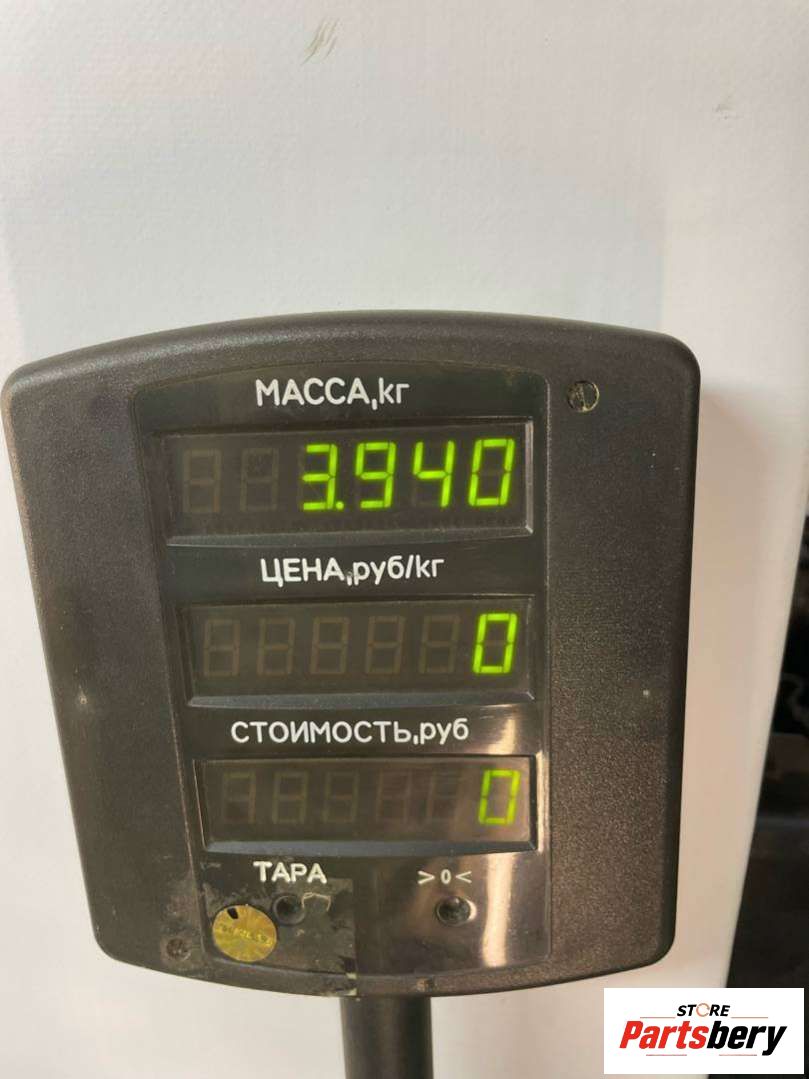 МАССА,кг
3.940
ЦЕНА,руб/кг
0
СТОИМОСТЬ,руб
0
ТАРА
>0<
STORE
Partsbery